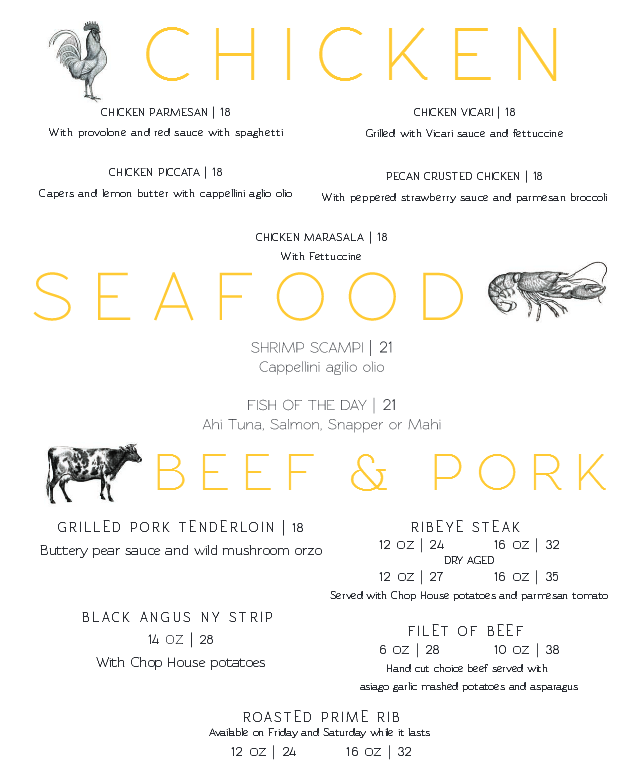 CHICKEN
CHICKEN PARMESAN | 18
With provolone and red sauce with spaghetti
CHICKEN VICARI | 18
Grilled with Vicari sauce and fettuccine
CHICKEN PICCATA | 18
Capers and lemon butter with cappellini aglio olio
PECAN CRUSTED CHICKEN | 18
With peppered strawberry sauce and parmesan broccoli
CHICKEN MARASALA | 18
With Fettuccine
SEAFOOD
SHRIMP SCAMPI | 21
Cappellini agilio olio
FISH OF THE DAY | 21
Ahi Tuna, Salmon, Snapper or Mahi
BEEF & PORK
GRILLED PORK TENDERLOIN | 18
Buttery pear sauce and wild mushroom orzo
BLACK ANGUS NY STRIP
14 OZ | 28
With Chop House potatoes
RIBEYE STEAK
12 OZ | 24 16 OZ | 32
DRY AGED
12 OZ | 27 16 OZ | 35
Served with Chop House potatoes and parmesan tomato
FILET OF BEEF
6 OZ | 28 10 OZ | 38
Hand cut choice beef served with
asiago garlic mashed potatoes and asparagus
ROASTED PRIME RIB
Available on Friday and Saturday while it lasts
12 OZ | 24 16 OZ | 32